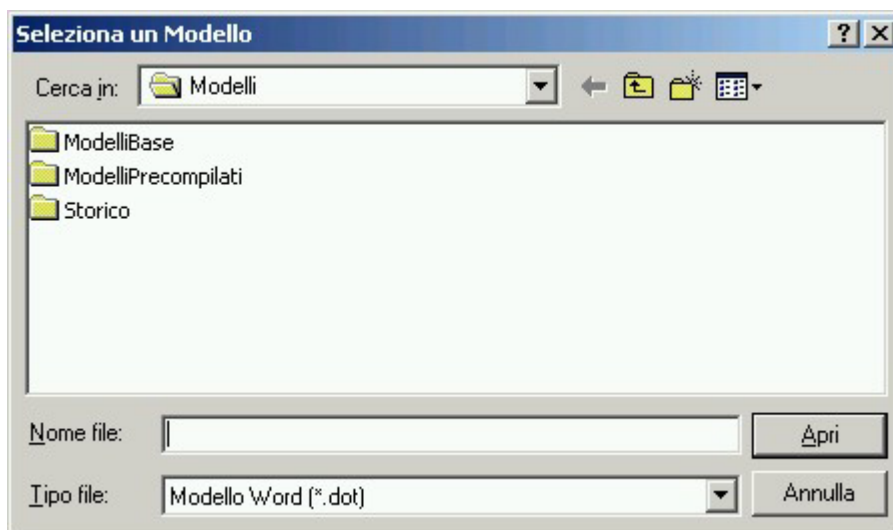 Seleziona un Modello
Cerca in: Modelli
ModelliBase
ModelliPrecompilati
Storico
Nome file: Apri
Tipo file: Modello Word (*.dot) Annulla